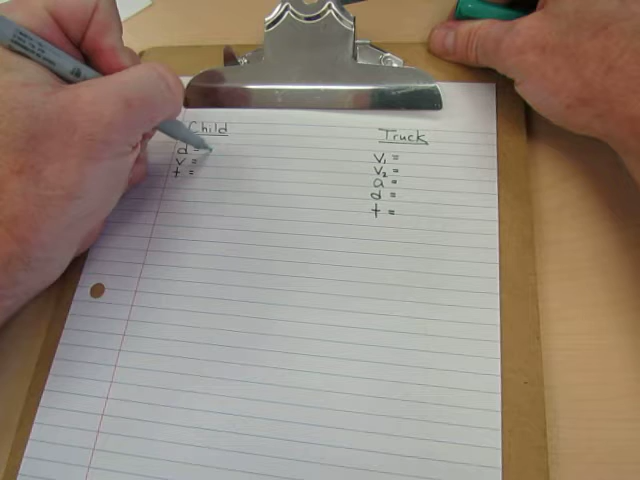 Child
d =
v =
t =
Truck
v₁ =
v₂ =
a =
d =
t =